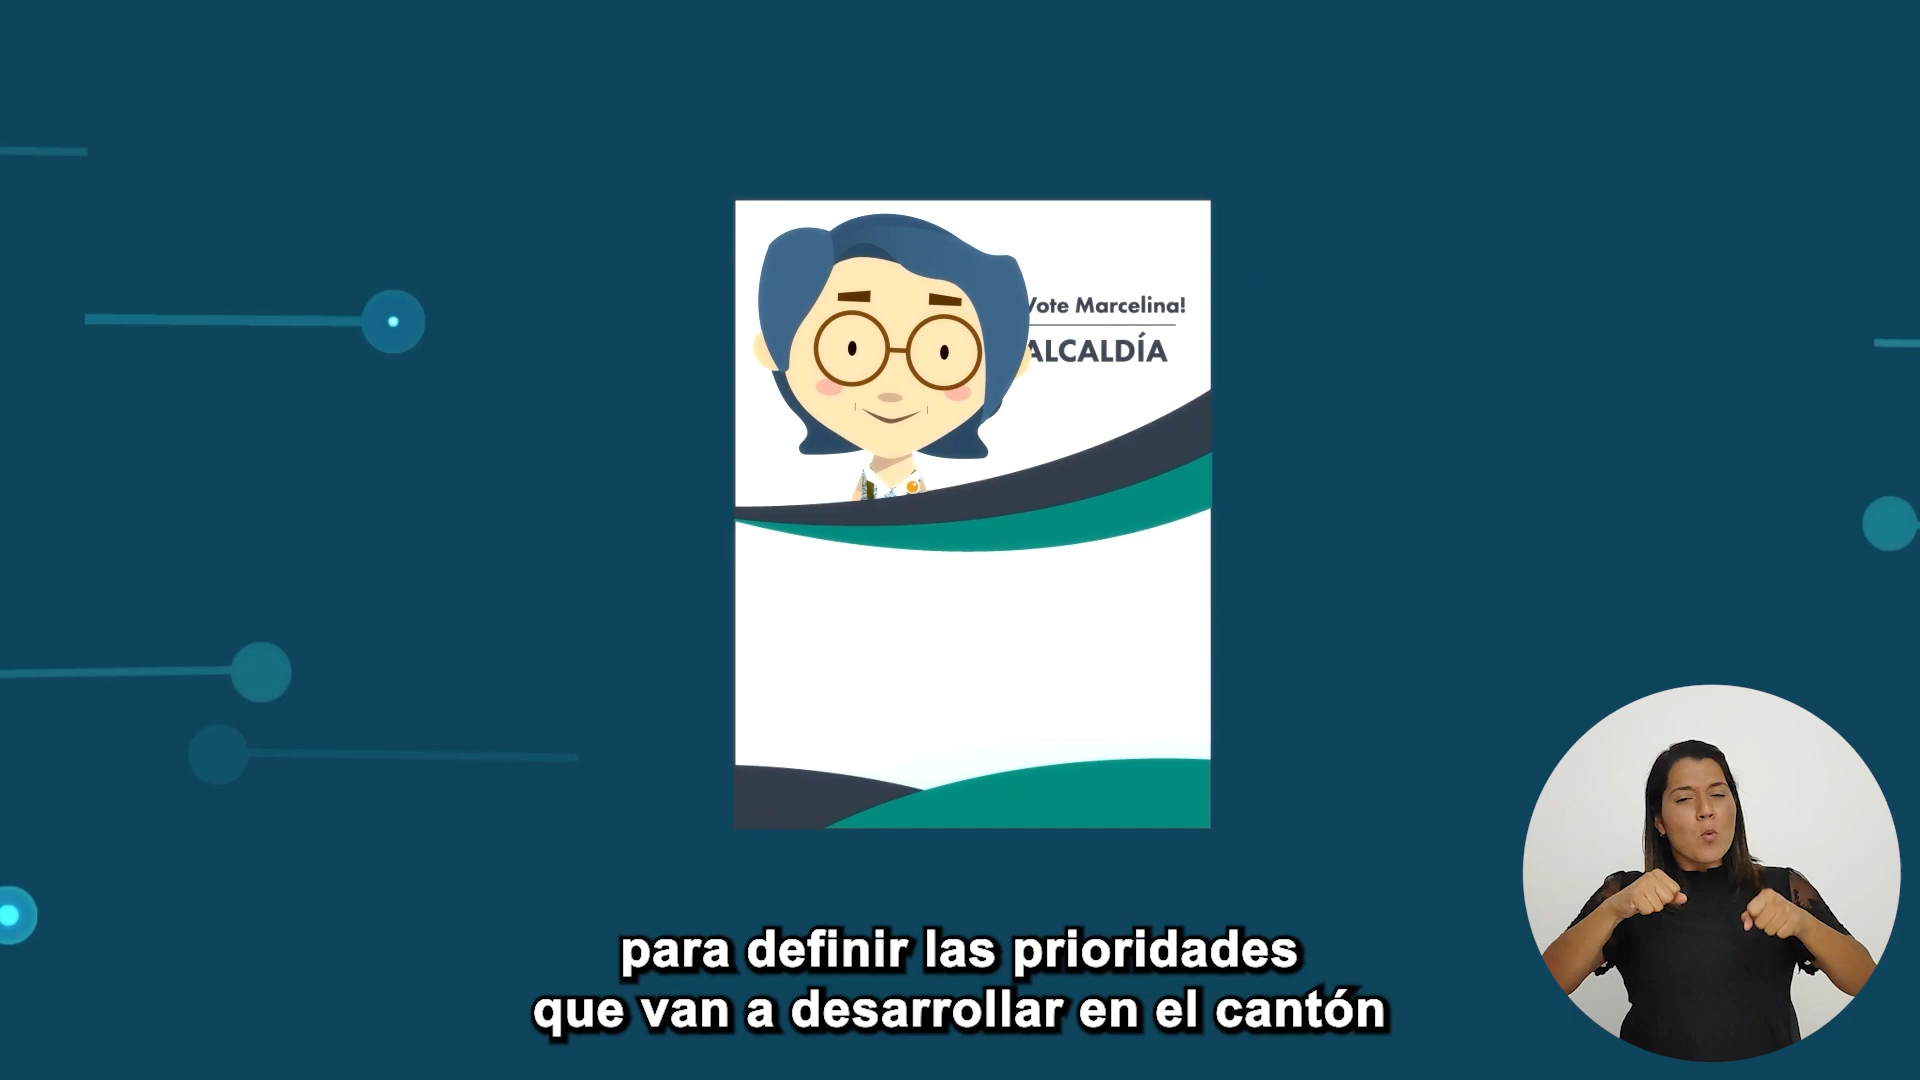 Vote Marcelina!
ALCALDÍA
para definir las prioridades
que van a desarrollar en el cantón